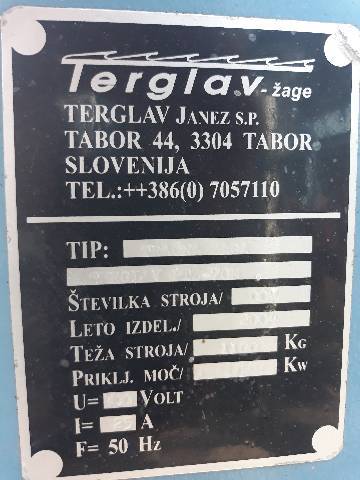 Terglav-žage
TERGLAV JANEZ S.P.
TABOR 44, 3304 TABOR
SLOVENIJA
TEL.:++386(0) 7057110
TIP:
ŠTEVILKA STROJA/
LETO IZDEL./
TEŽA STROJA/ KG
PRIKLJ. MOČ/ KW
U= VOLT
I= A
F= 50 HZ